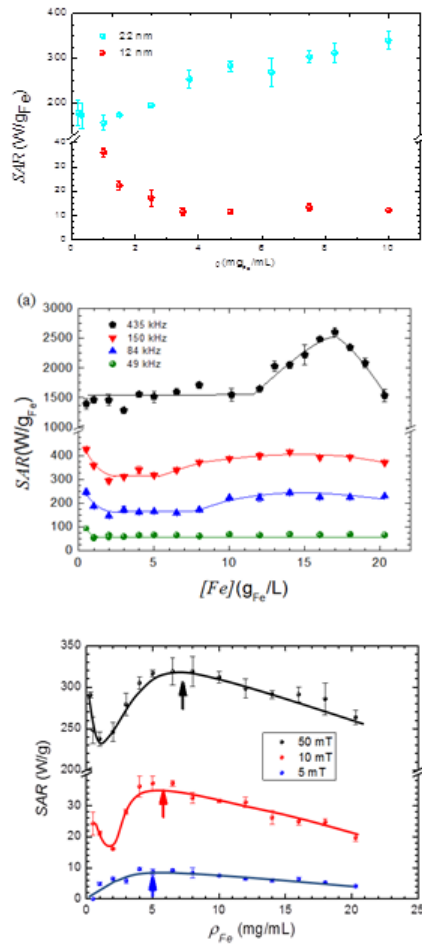 400
22 nm
12 nm
300
200
SAR (W/gFe)
40
30
20
10
0
0 2 4 6 8 10
(mgFe/mL)
(a)
3000
435 kHz
150 kHz
84 kHz
49 kHz
2500
2000
1500
1000
SAR(W/gFe)
500
400
300
200
100
0
0 5 10 15 20
[Fe](gFe/L)
350
300
250
200
50 mT
10 mT
5 mT
SAR (W/g)
30
20
10
0
0 5 10 15 20 25
ρFe (mg/mL)